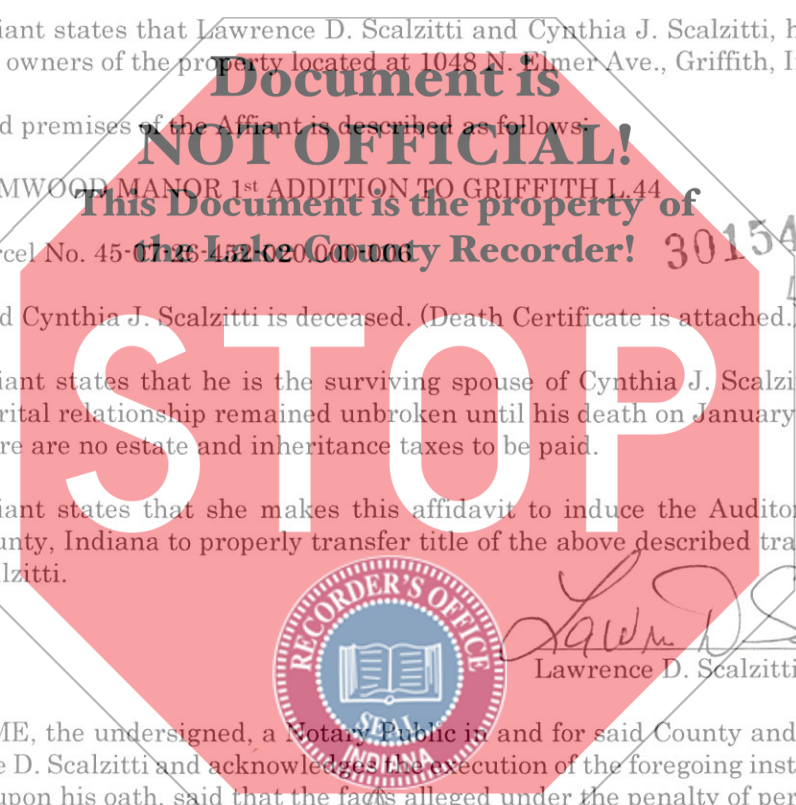 iant states that Lawrence D. Scalzitti and Cynthia J. Scalzitti, h
owners of the property located at 1048 N. Elmer Ave., Griffith, I
Document is
d premises of the Affiant is described as follows:
NOT OFFICIAL!
MWOOD MANOR 1st ADDITION TO GRIFFITH L.44
This Document is the property of
the Lake County Recorder!
rcel No. 45-07-26-452-020.000-006
30154
d Cynthia J. Scalzitti is deceased. (Death Certificate is attached.)
STOP
iant states that he is the surviving spouse of Cynthia J. Scalzi
rital relationship remained unbroken until his death on January
re are no estate and inheritance taxes to be paid.
iant states that she makes this affidavit to induce the Auditor
unty, Indiana to properly transfer title of the above described tra
lzitti.
RECORDER'S OFFICE
SEAL
INDIANA
Lawrence D. Scalzitti
ME, the undersigned, a Notary Public in and for said County and
e D. Scalzitti and acknowledges the execution of the foregoing inst
upon his oath, said that the facts alleged under the penalty of per